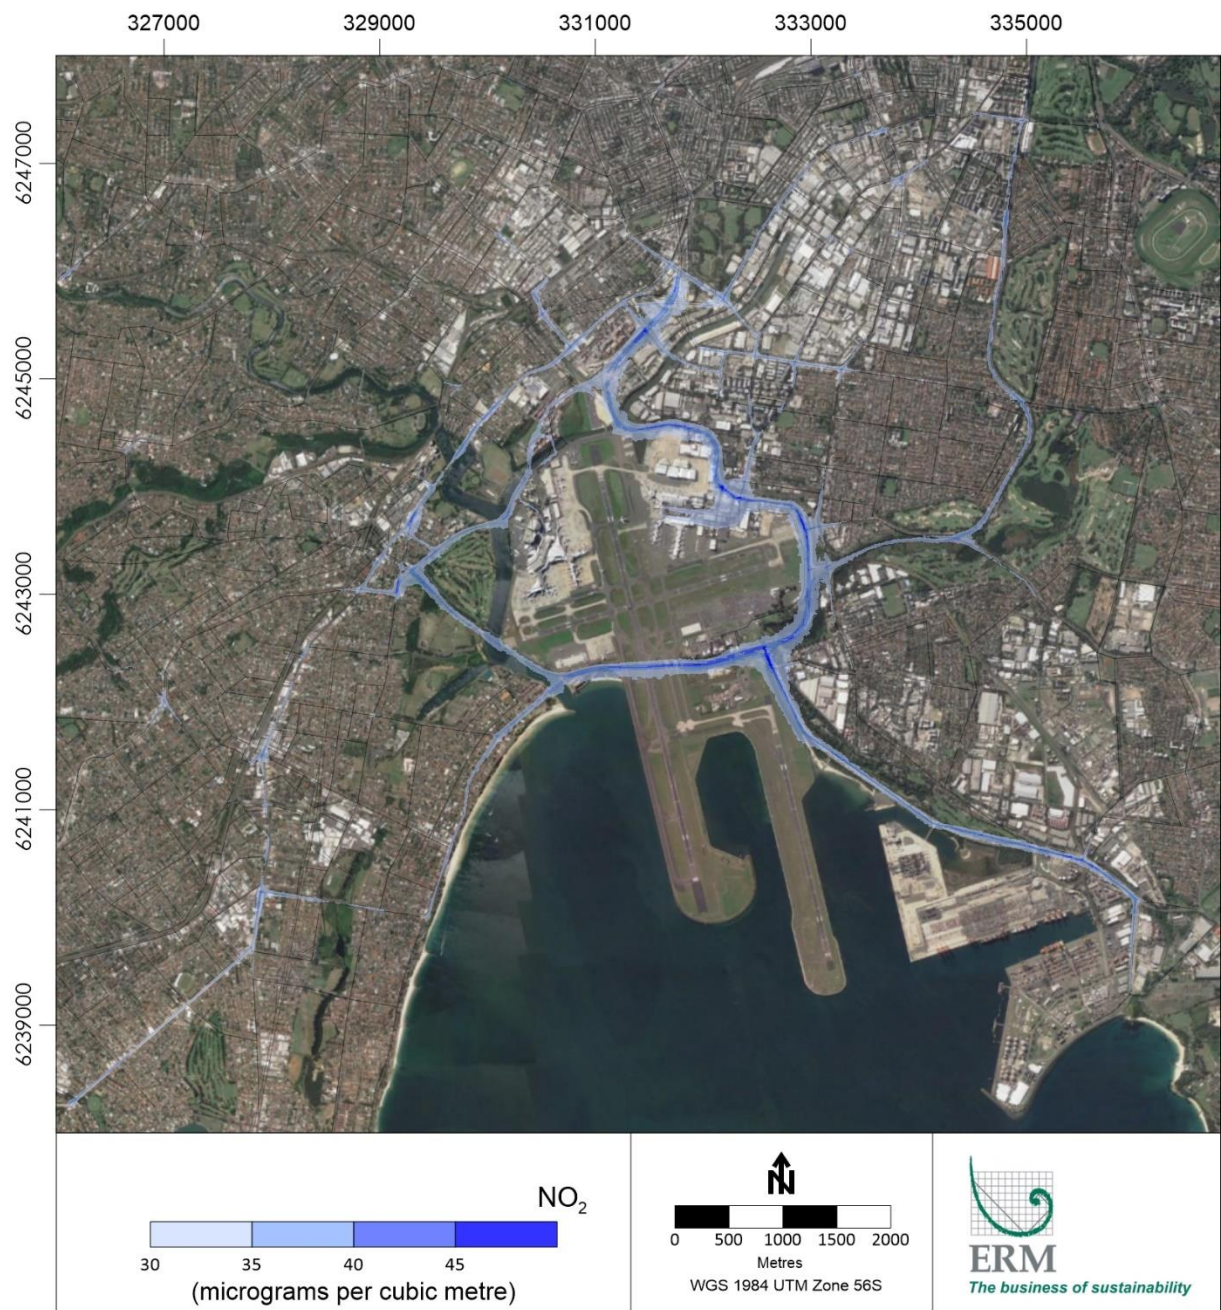 327000 329000 331000 333000 335000
6247000
6245000
6243000
6241000
6239000
NO₂
30 35 40 45
(micrograms per cubic metre)
N
0 500 1000 1500 2000
Metres
WGS 1984 UTM Zone 56S
ERM
The business of sustainability